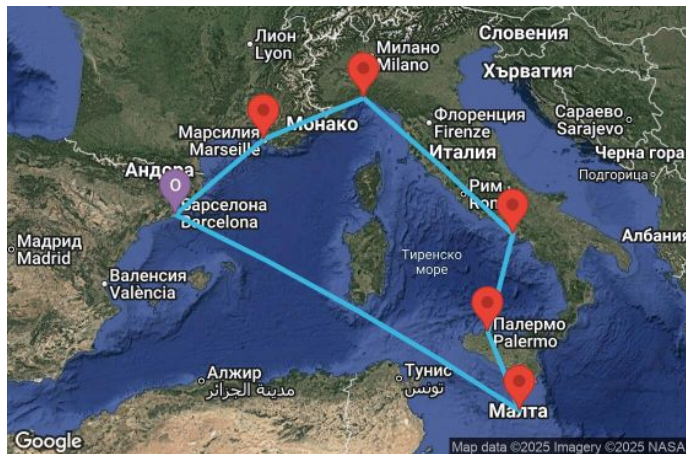 Лион
Lyon
Милано
Milano
Словения
Хърватия
Марсилия
Marseille
Монако
Флоренция
Firenze
Сараево
Sarajevo
Италия
Черна гора
Подгорица
Андора
O
Барселона
Barcelona
Рим
Албания
Мадрид
Madrid
Валенсия
València
Тиренско
море
Палермо
Palermo
Алжир
مدينة الجزائر
Тунис
تونس
Малта
Google
Map data ©2025 Imagery ©2025 NASA